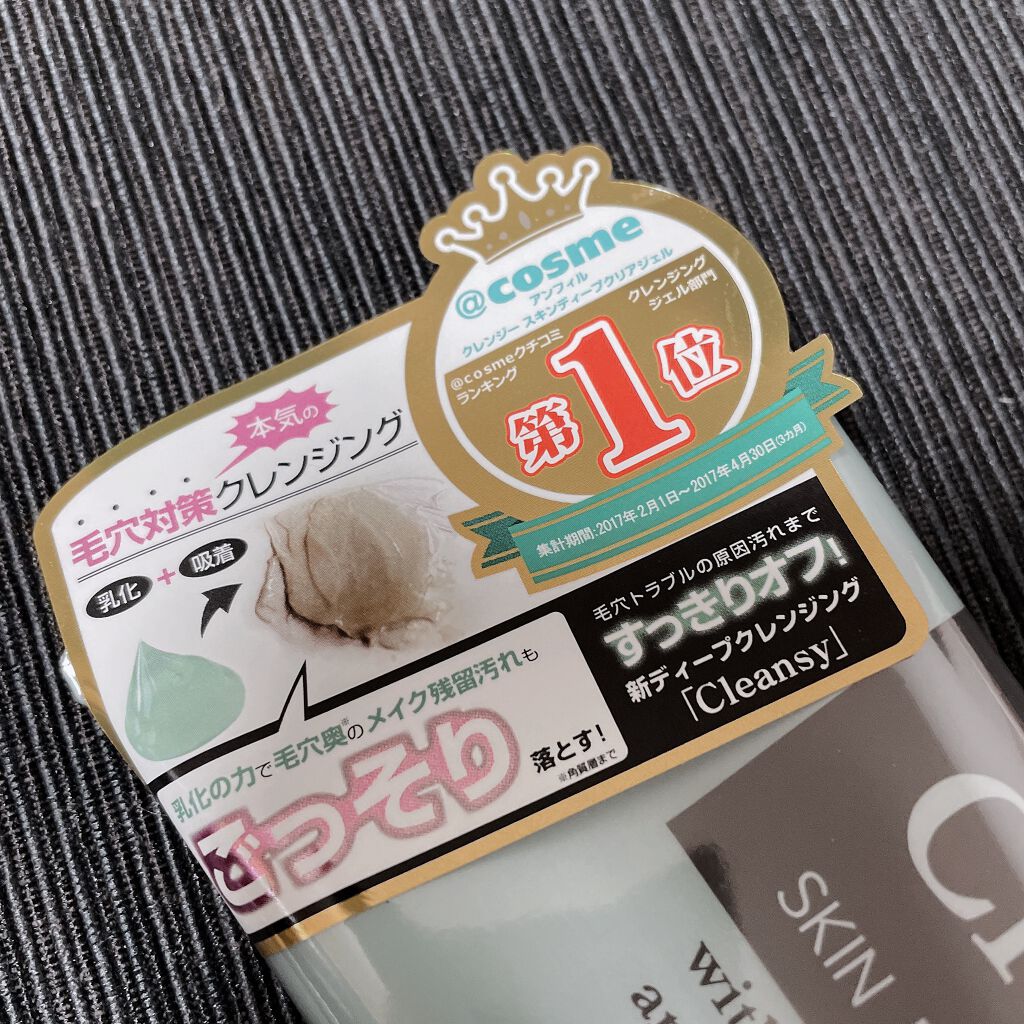 @cosme
アンフィル
クレンジー スキンディープクリアジェル
@cosmeクチコミ
ランキング
クレンジング
ジェル部門
第1位
集計期間:2017年2月1日〜2017年4月30日(3カ月)
本気の
毛穴対策クレンジング
乳化
+
吸着
乳化の力で毛穴奥※のメイク残留汚れも
どっそり
落とす!
※角質層まで
毛穴トラブルの原因汚れまで
すっきりオフ!
新ディープクレンジング
「Cleansy」
Cl
SKIN
wit